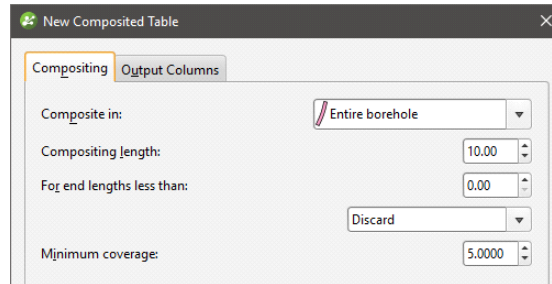 New Composited Table
Compositing Output Columns
Composite in: Entire borehole
Compositing length: 10.00
For end lengths less than: 0.00
Discard
Minimum coverage: 5.0000